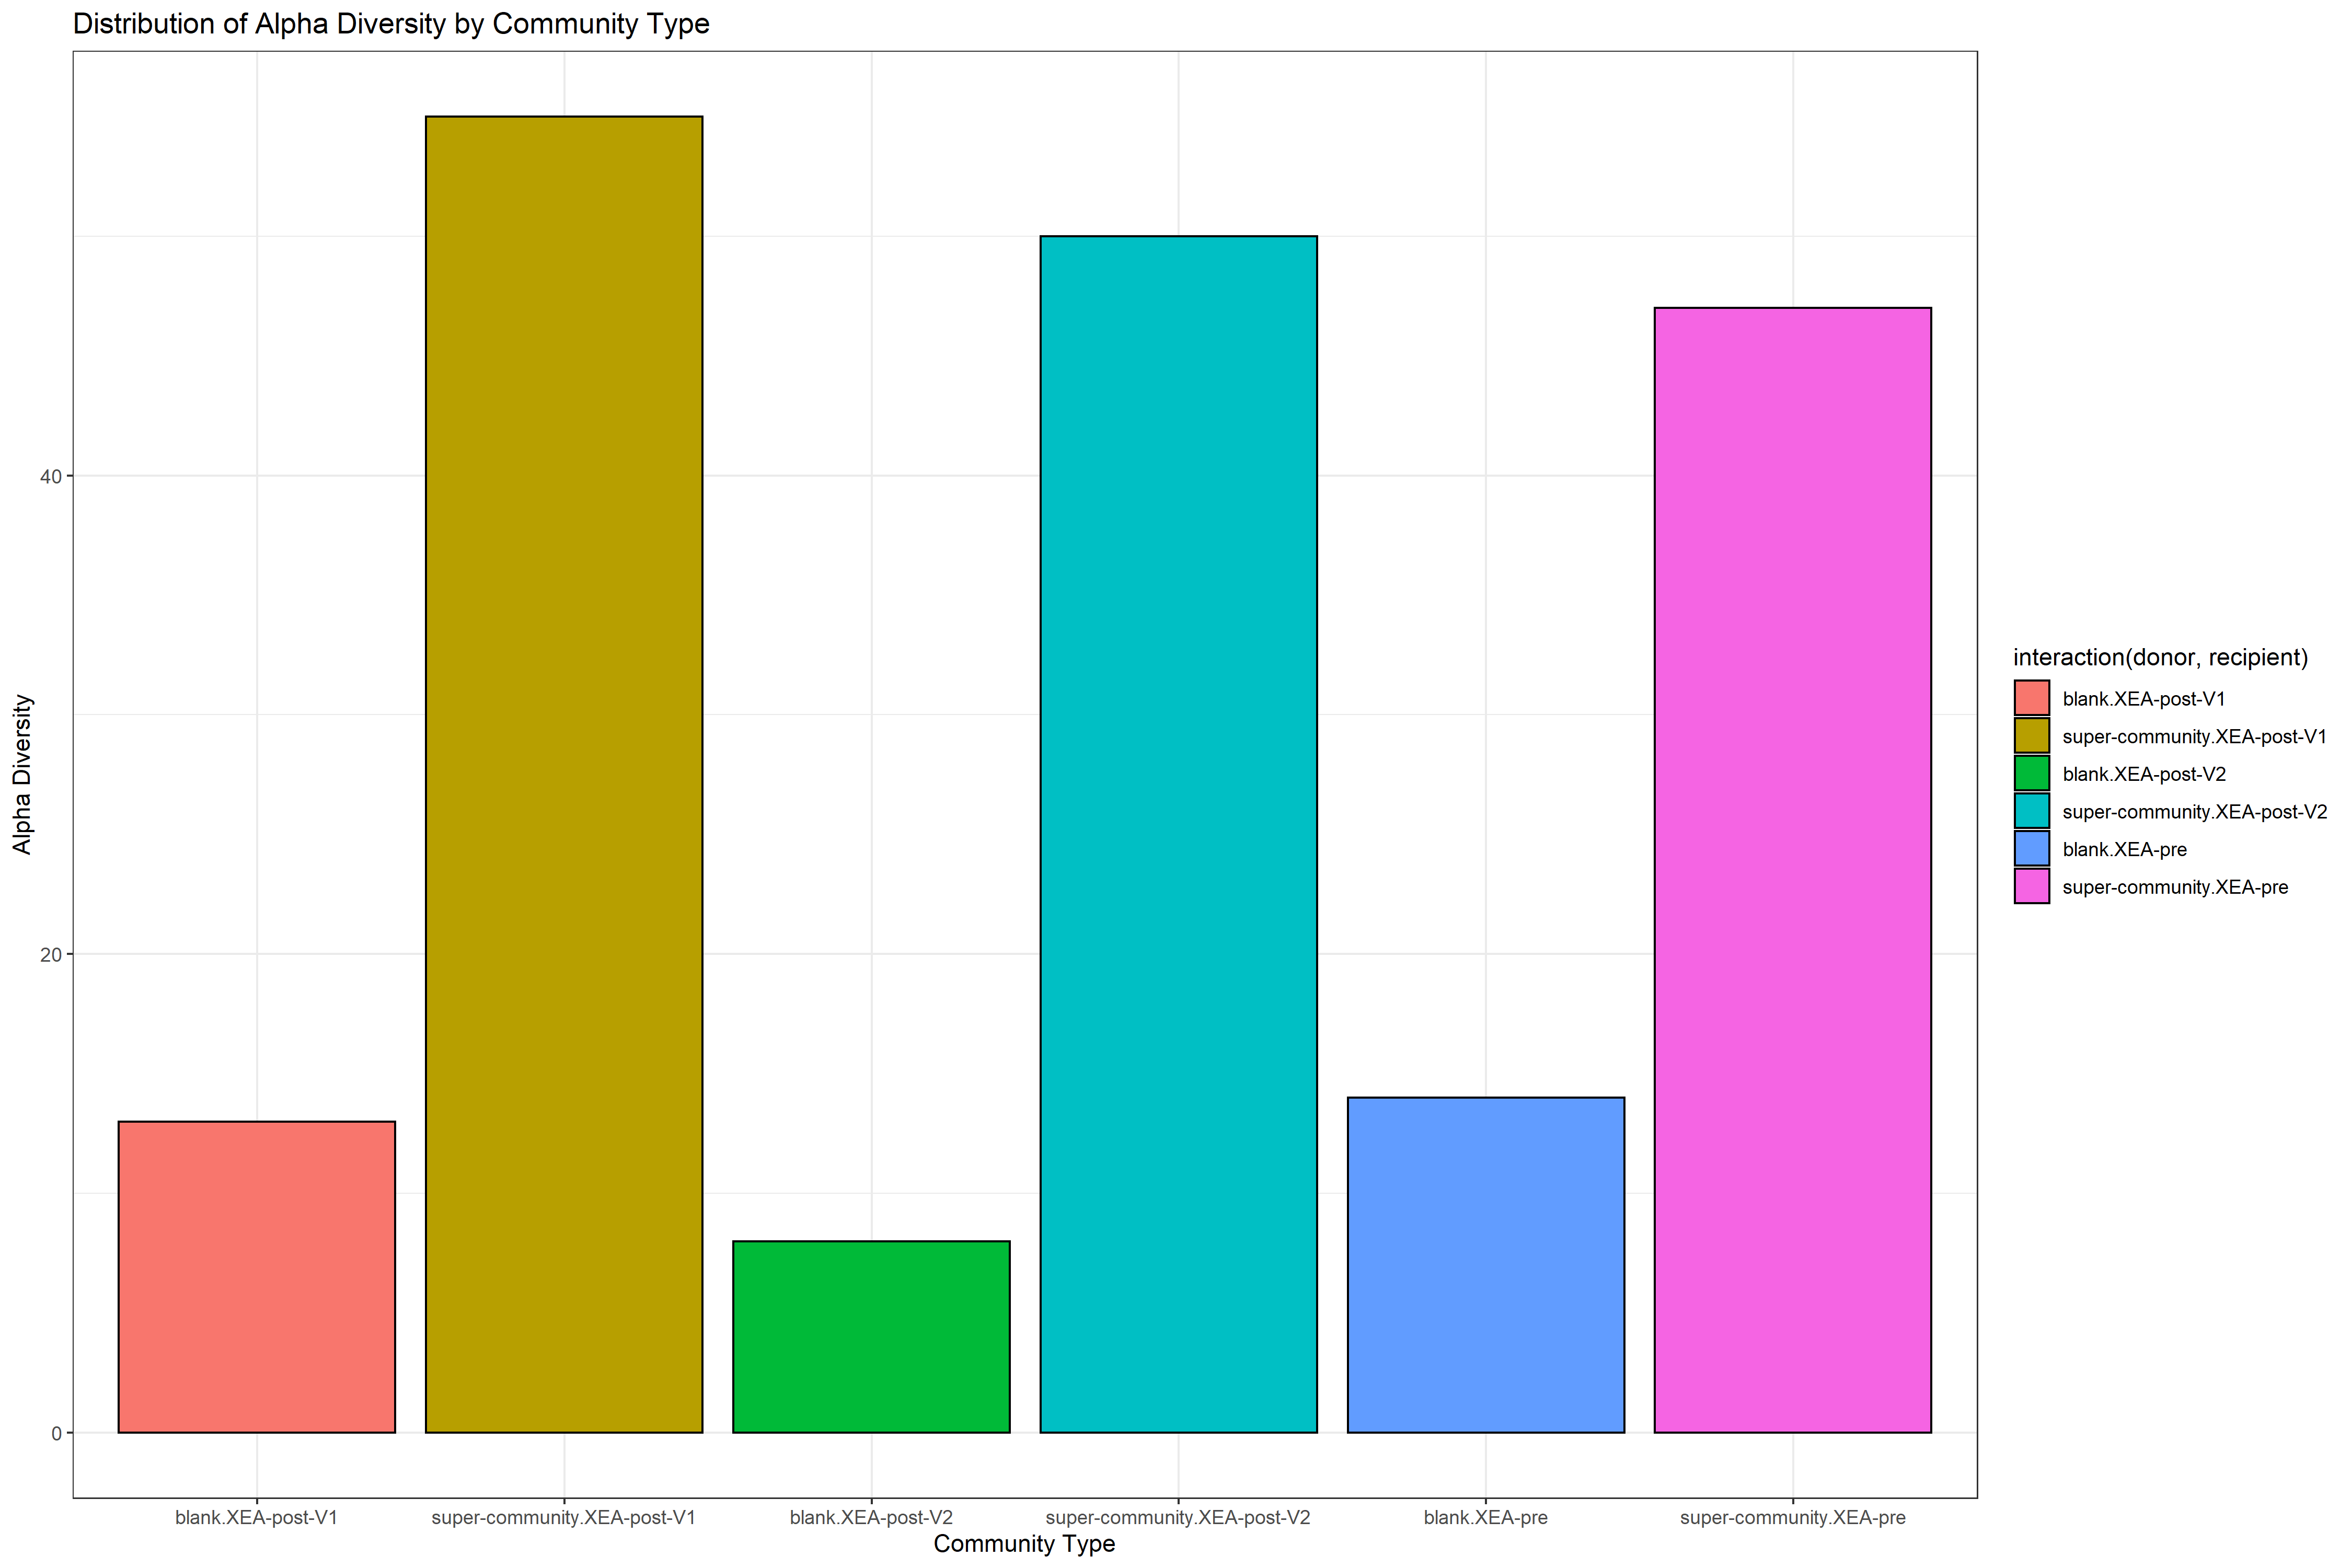 Distribution of Alpha Diversity by Community Type
Alpha Diversity
40
20
0
blank.XEA-post-V1
super-community.XEA-post-V1
blank.XEA-post-V2
super-community.XEA-post-V2
blank.XEA-pre
super-community.XEA-pre
Community Type
interaction(donor, recipient)
blank.XEA-post-V1
super-community.XEA-post-V1
blank.XEA-post-V2
super-community.XEA-post-V2
blank.XEA-pre
super-community.XEA-pre